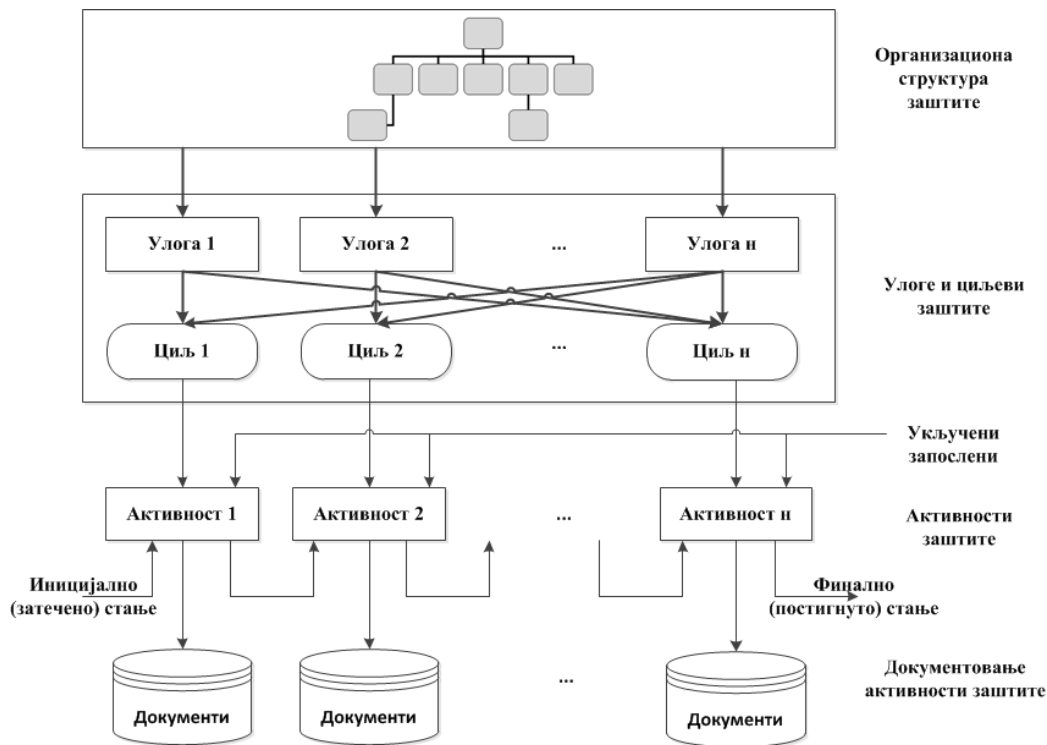 Организациона
структура
заштите
Улога 1
Улога 2
...
Улога н
Улоге и циљеви
заштите
Циљ 1
Циљ 2
...
Циљ н
Укључени
запослени
Активност 1
Активност 2
...
Активност н
Активности
заштите
Иницијално
(затечено) стање
Финално
(постигнуто) стање
Документи
Документи
...
Документи
Документовање
активности заштите